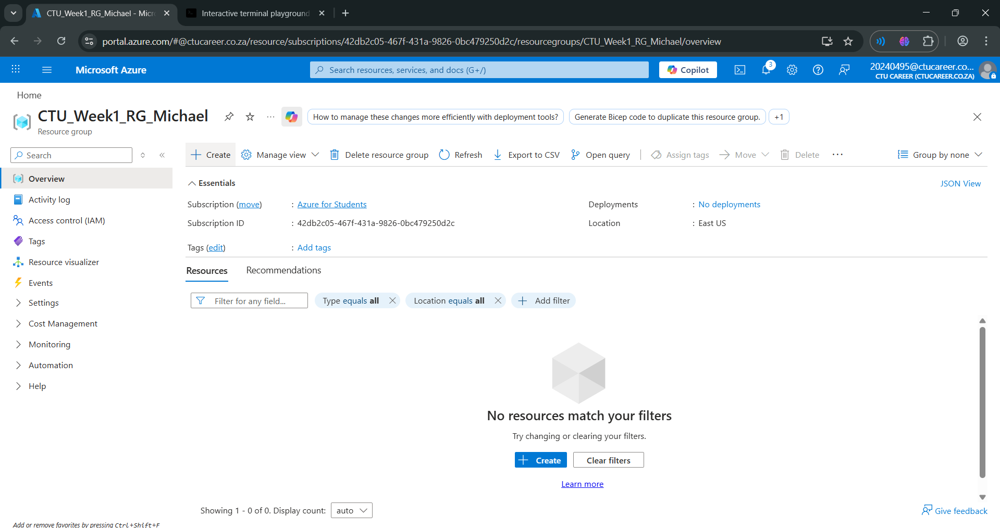 CTU_Week1_RG_Michael - Micr
Interactive terminal playground
portal.azure.com/#@ctucareer.co.za/resource/subscriptions/42db2c05-467f-431a-9826-0bc479250d2c/resourcegroups/CTU_Week1_RG_Michael/overview
Microsoft Azure
Search resources, services, and docs (G+/)
Copilot
3
20240495@ctucareer.co...
CTU CAREER (CTUCAREER.CO.ZA)
Home
CTU_Week1_RG_Michael
Resource group
How to manage these changes more efficiently with deployment tools?
Generate Bicep code to duplicate this resource group.
+1
Search
Create
Manage view
Delete resource group
Refresh
Export to CSV
Open query
Assign tags
Move
Delete
Group by none
Overview
Activity log
Access control (IAM)
Tags
Resource visualizer
Events
Settings
Cost Management
Monitoring
Automation
Help
Essentials
JSON View
Subscription (move) : Azure for Students
Deployments : No deployments
Subscription ID : 42db2c05-467f-431a-9826-0bc479250d2c
Location : East US
Tags (edit) : Add tags
Resources
Recommendations
Filter for any field...
Type equals all
Location equals all
Add filter
No resources match your filters
Try changing or clearing your filters.
Create
Clear filters
Learn more
Showing 1 - 0 of 0. Display count: auto
Give feedback
Add or remove favorites by pressing Ctrl+Shift+F